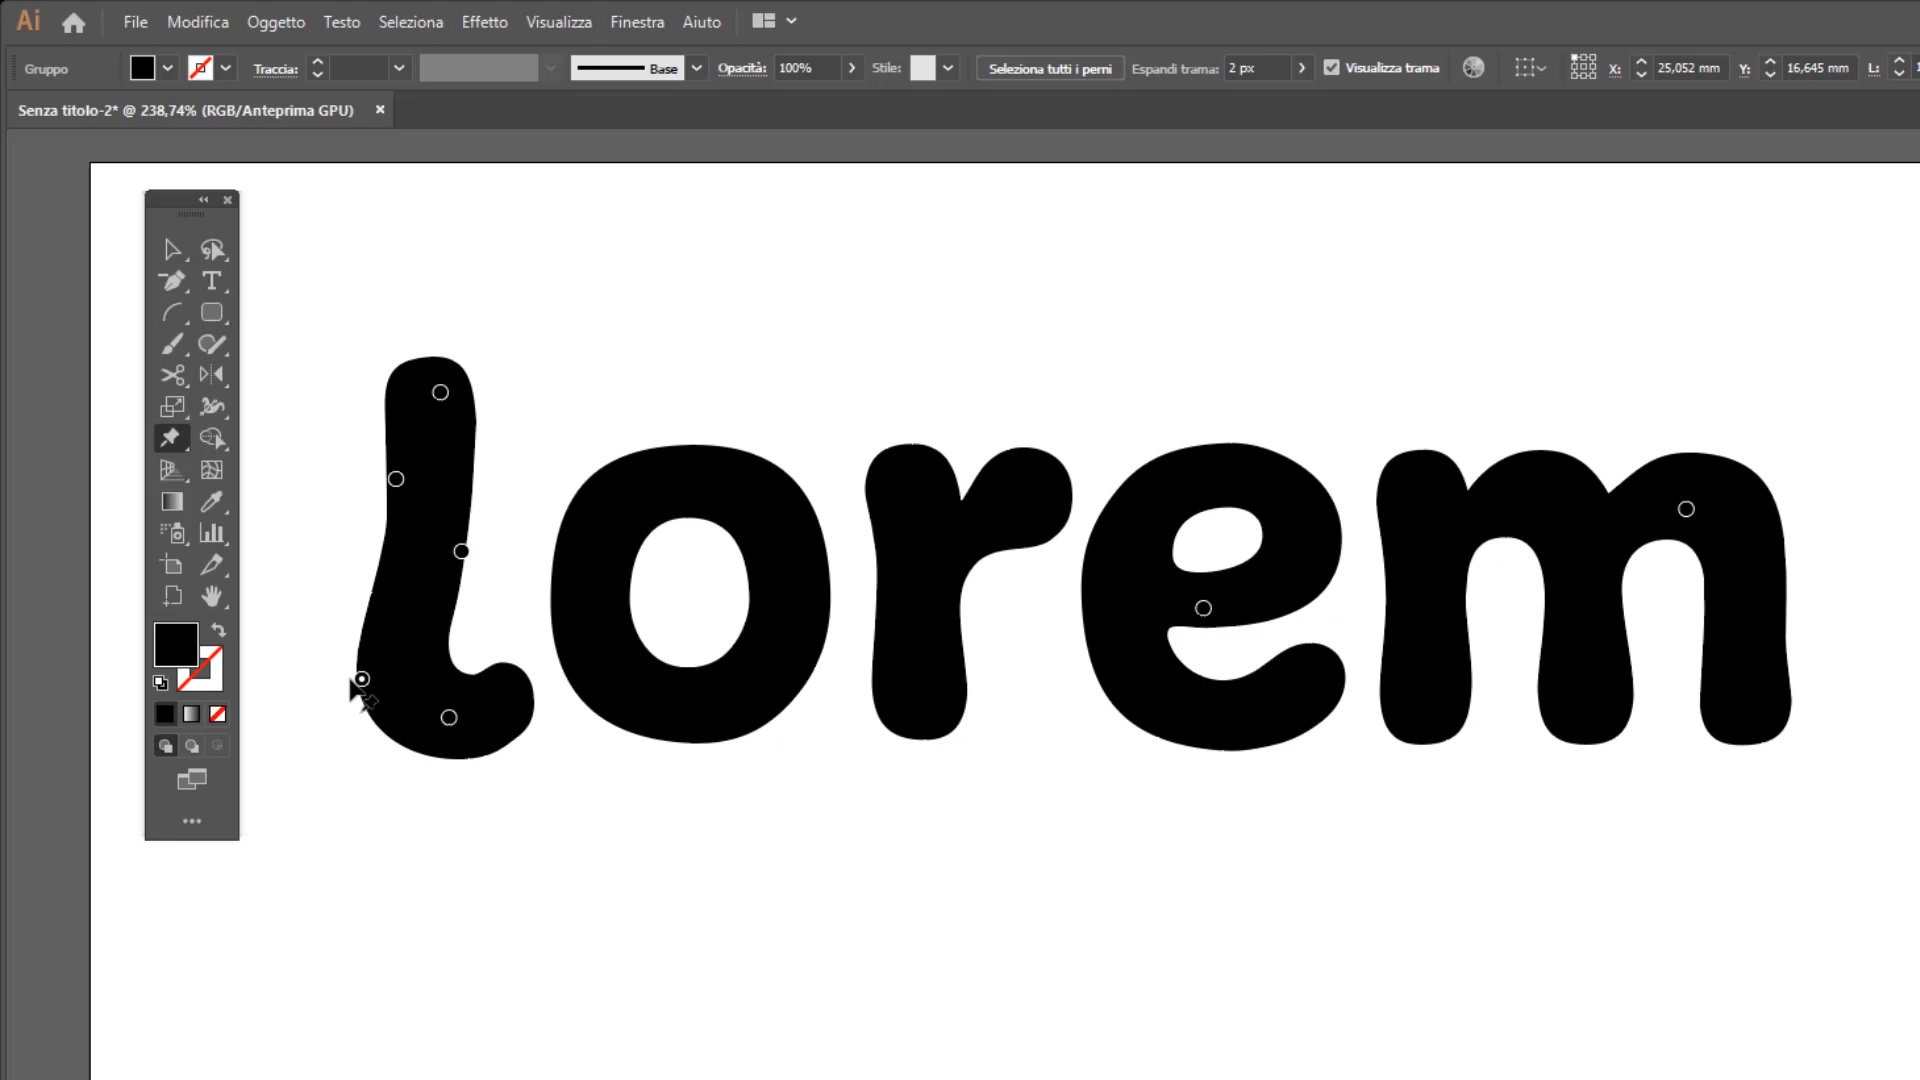 Ai File Modifica Oggetto Testo Seleziona Effetto Visualizza Finestra Aiuto
Gruppo Traccia: Base Opacità: 100% Stile: Seleziona tutti i perni Espandi trama: 2 px Visualizza trama X: 25,052 mm Y: 16,645 mm L:
Senza titolo-2* @ 238,74% (RGB/Anteprima GPU) ×
lorem